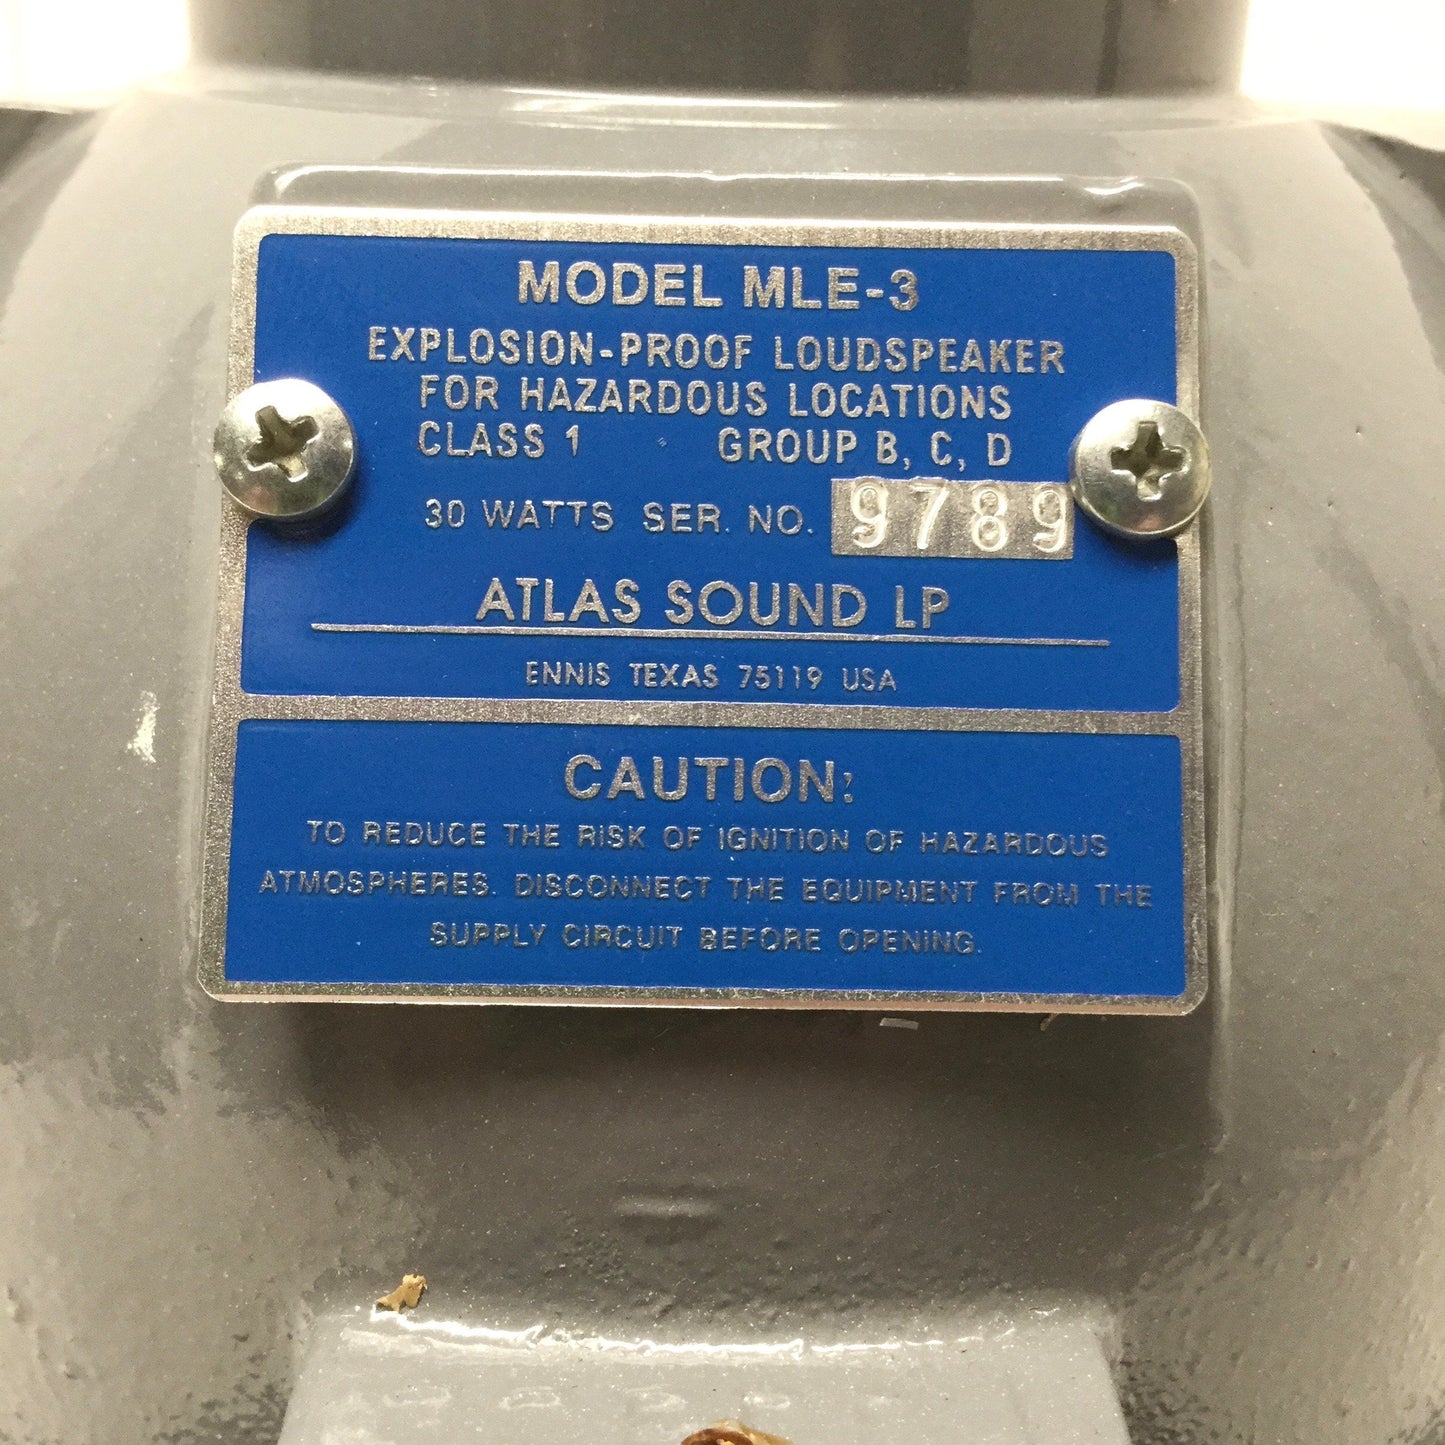 MODEL MLE-3
EXPLOSION-PROOF LOUDSPEAKER
FOR HAZARDOUS LOCATIONS
CLASS 1 GROUP B, C, D
30 WATTS SER. NO. 9789
ATLAS SOUND LP
ENNIS TEXAS 75119 USA
CAUTION:
TO REDUCE THE RISK OF IGNITION OF HAZARDOUS
ATMOSPHERES. DISCONNECT THE EQUIPMENT FROM THE
SUPPLY CIRCUIT BEFORE OPENING.